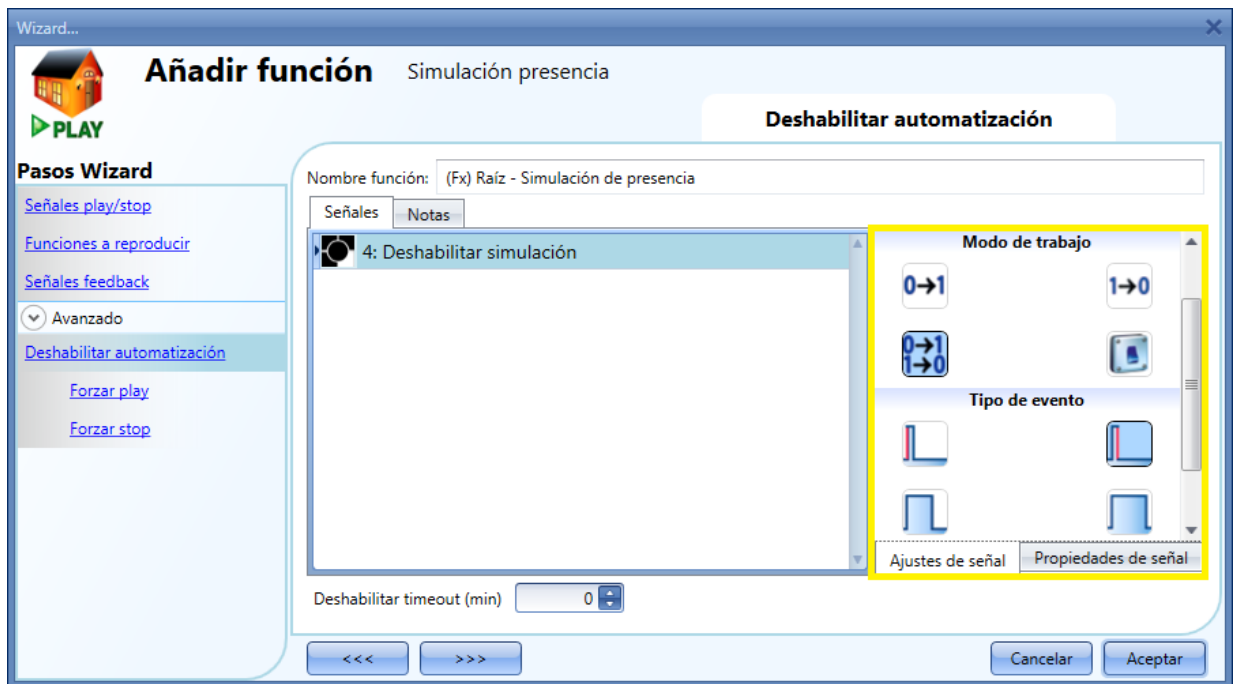 Wizard...
Añadir función
Simulación presencia
PLAY
Deshabilitar automatización
Pasos Wizard
Señales play/stop
Funciones a reproducir
Señales feedback
Avanzado
Deshabilitar automatización
Forzar play
Forzar stop
Nombre función: (Fx) Raíz - Simulación de presencia
Señales Notas
4: Deshabilitar simulación
Modo de trabajo
0→1 1→0
0→1
1→0
Tipo de evento
Ajustes de señal Propiedades de señal
Deshabilitar timeout (min) 0
<<< >>> Cancelar Aceptar